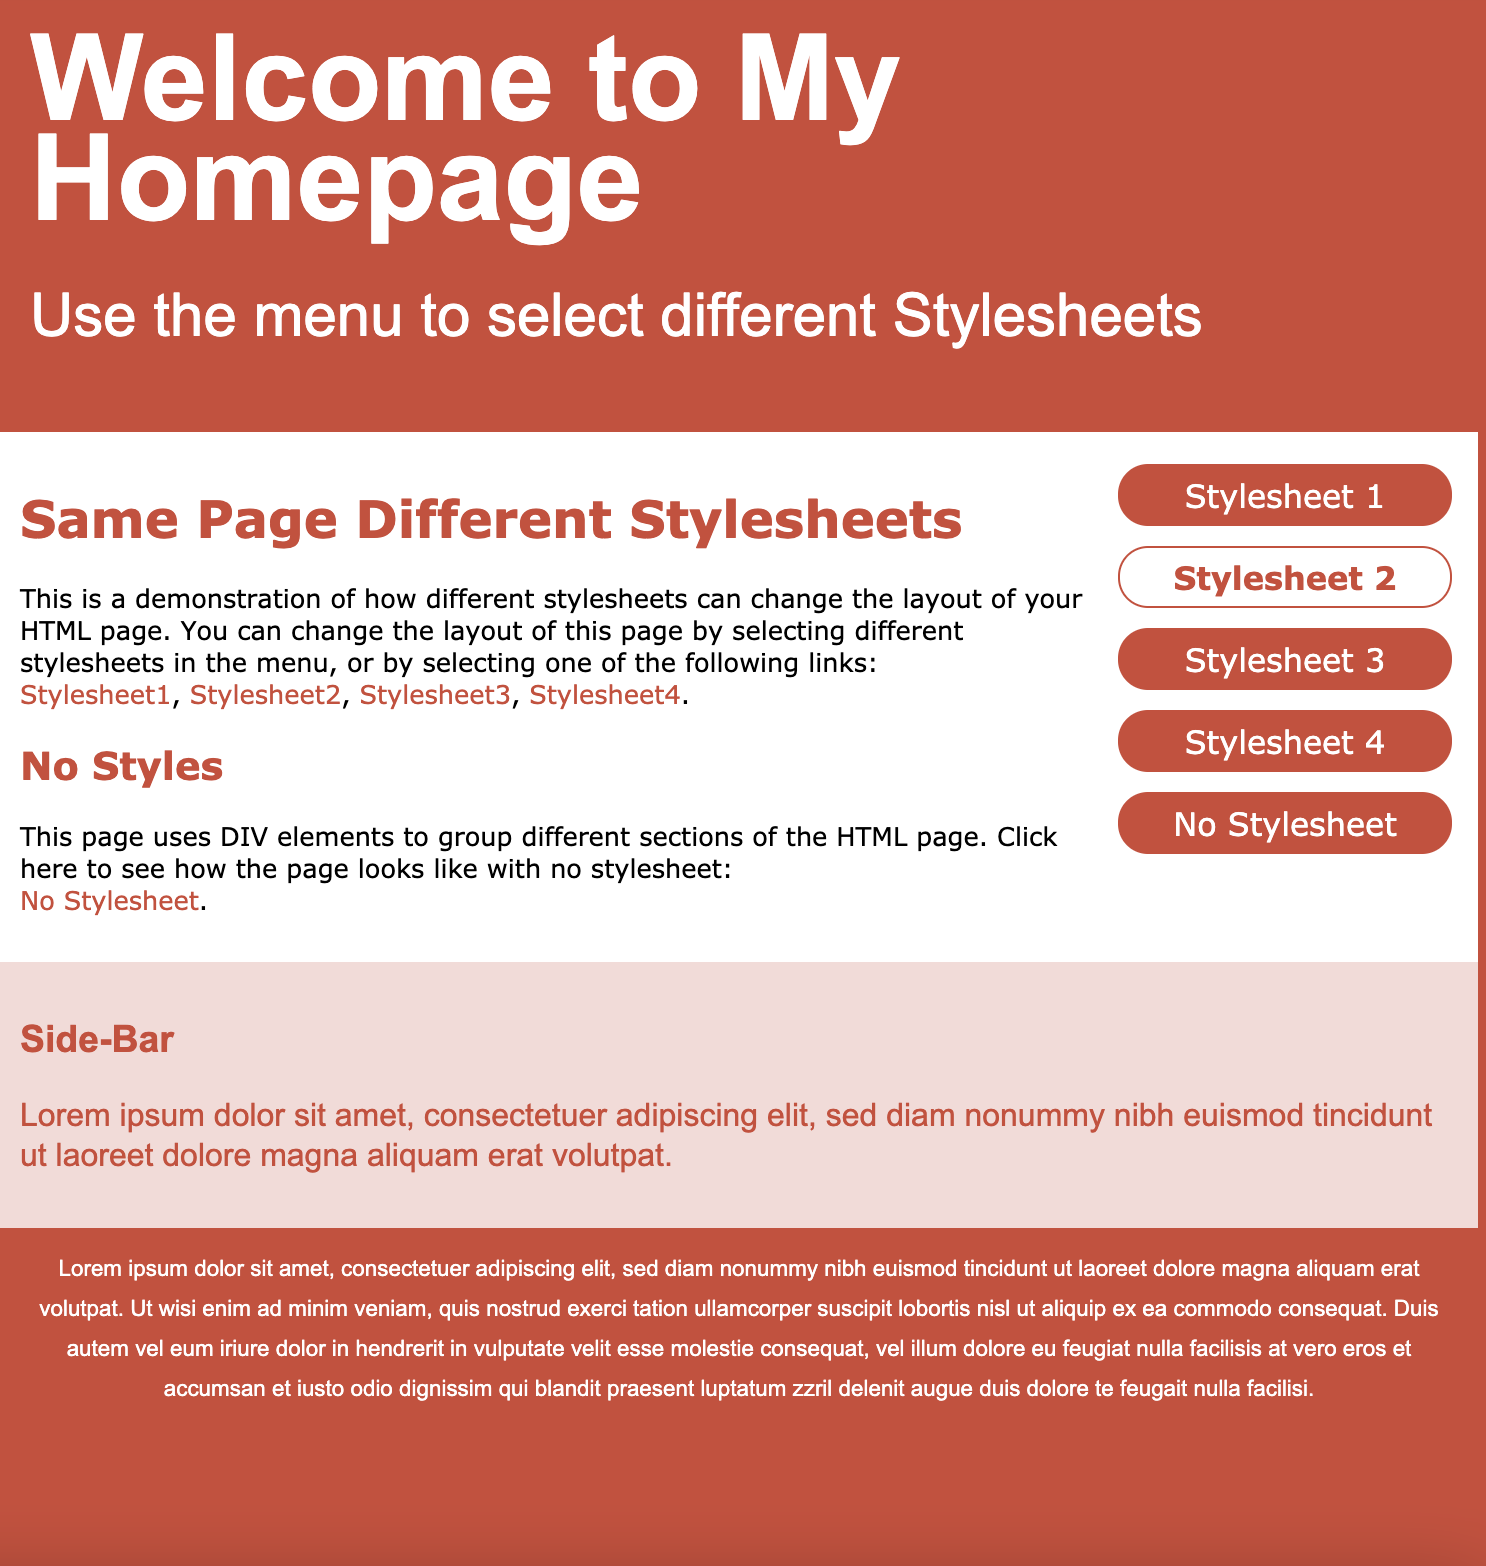 Welcome to My
Homepage
Use the menu to select different Stylesheets
Same Page Different Stylesheets
This is a demonstration of how different stylesheets can change the layout of your
HTML page. You can change the layout of this page by selecting different
stylesheets in the menu, or by selecting one of the following links:
Stylesheet1, Stylesheet2, Stylesheet3, Stylesheet4.
No Styles
This page uses DIV elements to group different sections of the HTML page. Click
here to see how the page looks like with no stylesheet:
No Stylesheet.
Stylesheet 1
Stylesheet 2
Stylesheet 3
Stylesheet 4
No Stylesheet
Side-Bar
Lorem ipsum dolor sit amet, consectetuer adipiscing elit, sed diam nonummy nibh euismod tincidunt
ut laoreet dolore magna aliquam erat volutpat.
Lorem ipsum dolor sit amet, consectetuer adipiscing elit, sed diam nonummy nibh euismod tincidunt ut laoreet dolore magna aliquam erat
volutpat. Ut wisi enim ad minim veniam, quis nostrud exerci tation ullamcorper suscipit lobortis nisl ut aliquip ex ea commodo consequat. Duis
autem vel eum iriure dolor in hendrerit in vulputate velit esse molestie consequat, vel illum dolore eu feugiat nulla facilisis at vero eros et
accumsan et iusto odio dignissim qui blandit praesent luptatum zzril delenit augue duis dolore te feugait nulla facilisi.